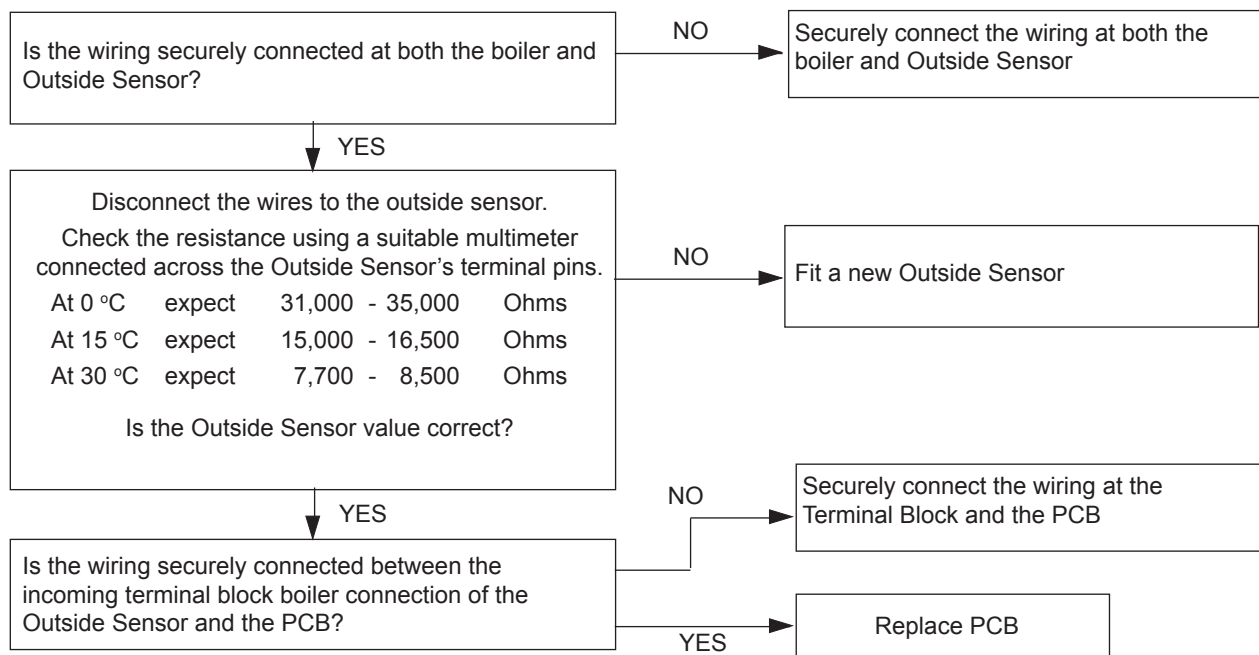 Is the wiring securely connected at both the boiler and
Outside Sensor?
NO
Securely connect the wiring at both the
boiler and Outside Sensor
YES
Disconnect the wires to the outside sensor.
Check the resistance using a suitable multimeter
connected across the Outside Sensor's terminal pins.
At 0 °C expect 31,000 - 35,000 Ohms
At 15 °C expect 15,000 - 16,500 Ohms
At 30 °C expect 7,700 - 8,500 Ohms
Is the Outside Sensor value correct?
NO
Fit a new Outside Sensor
YES
Is the wiring securely connected between the
incoming terminal block boiler connection of the
Outside Sensor and the PCB?
NO
Securely connect the wiring at the
Terminal Block and the PCB
YES
Replace PCB